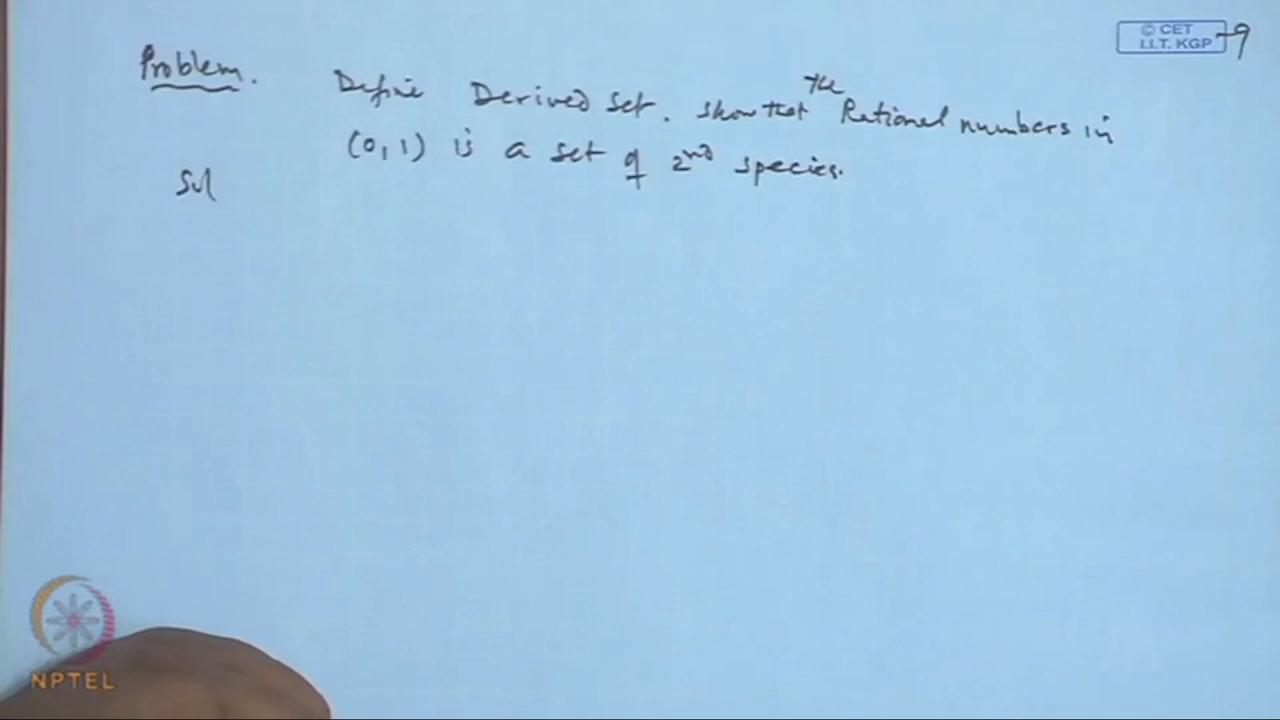 © CET
I.I.T. KGP
9
Problem.
Define Derived set. Show that the Rational numbers in
(0,1) is a set of 2nd species.
Sol
NPTEL